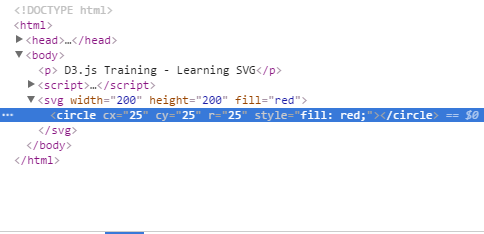 <!DOCTYPE html>
<html>
<head>…</head>
<body>
<p> D3.js Training - Learning SVG</p>
<script>…</script>
<svg width="200" height="200" fill="red">
<circle cx="25" cy="25" r="25" style="fill: red;"></circle> == $0
</svg>
</body>
</html>